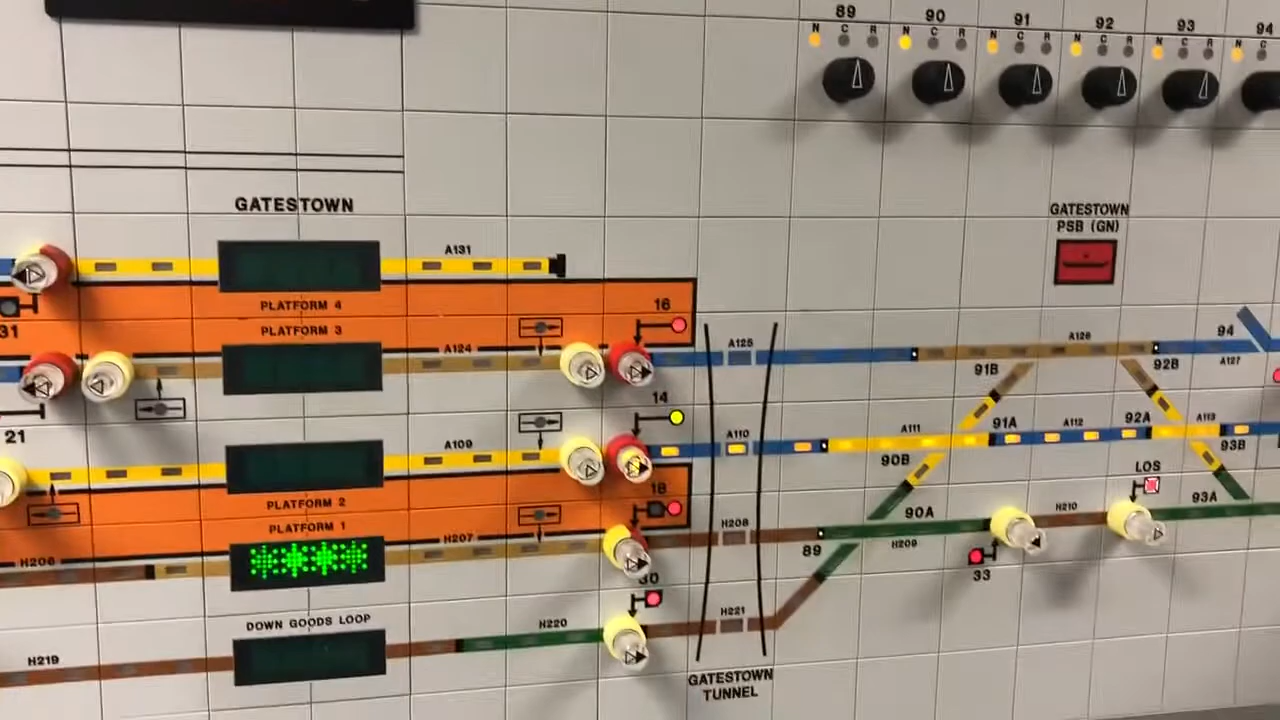 89
90
91
92
93
94
N C R
N C R
N C R
N C R
N C R
N C
GATESTOWN
GATESTOWN
PSB (GN)
A131
PLATFORM 4
31
PLATFORM 3
16
A124
A125
A126
94
A127
91B
92B
21
14
A109
A110
A111
91A
A112
92A
A113
93B
90B
LOS
PLATFORM 2
18
PLATFORM 1
H206
H207
H208
90A
H210
93A
89
H209
33
30
DOWN GOODS LOOP
H220
H221
H219
GATESTOWN
TUNNEL